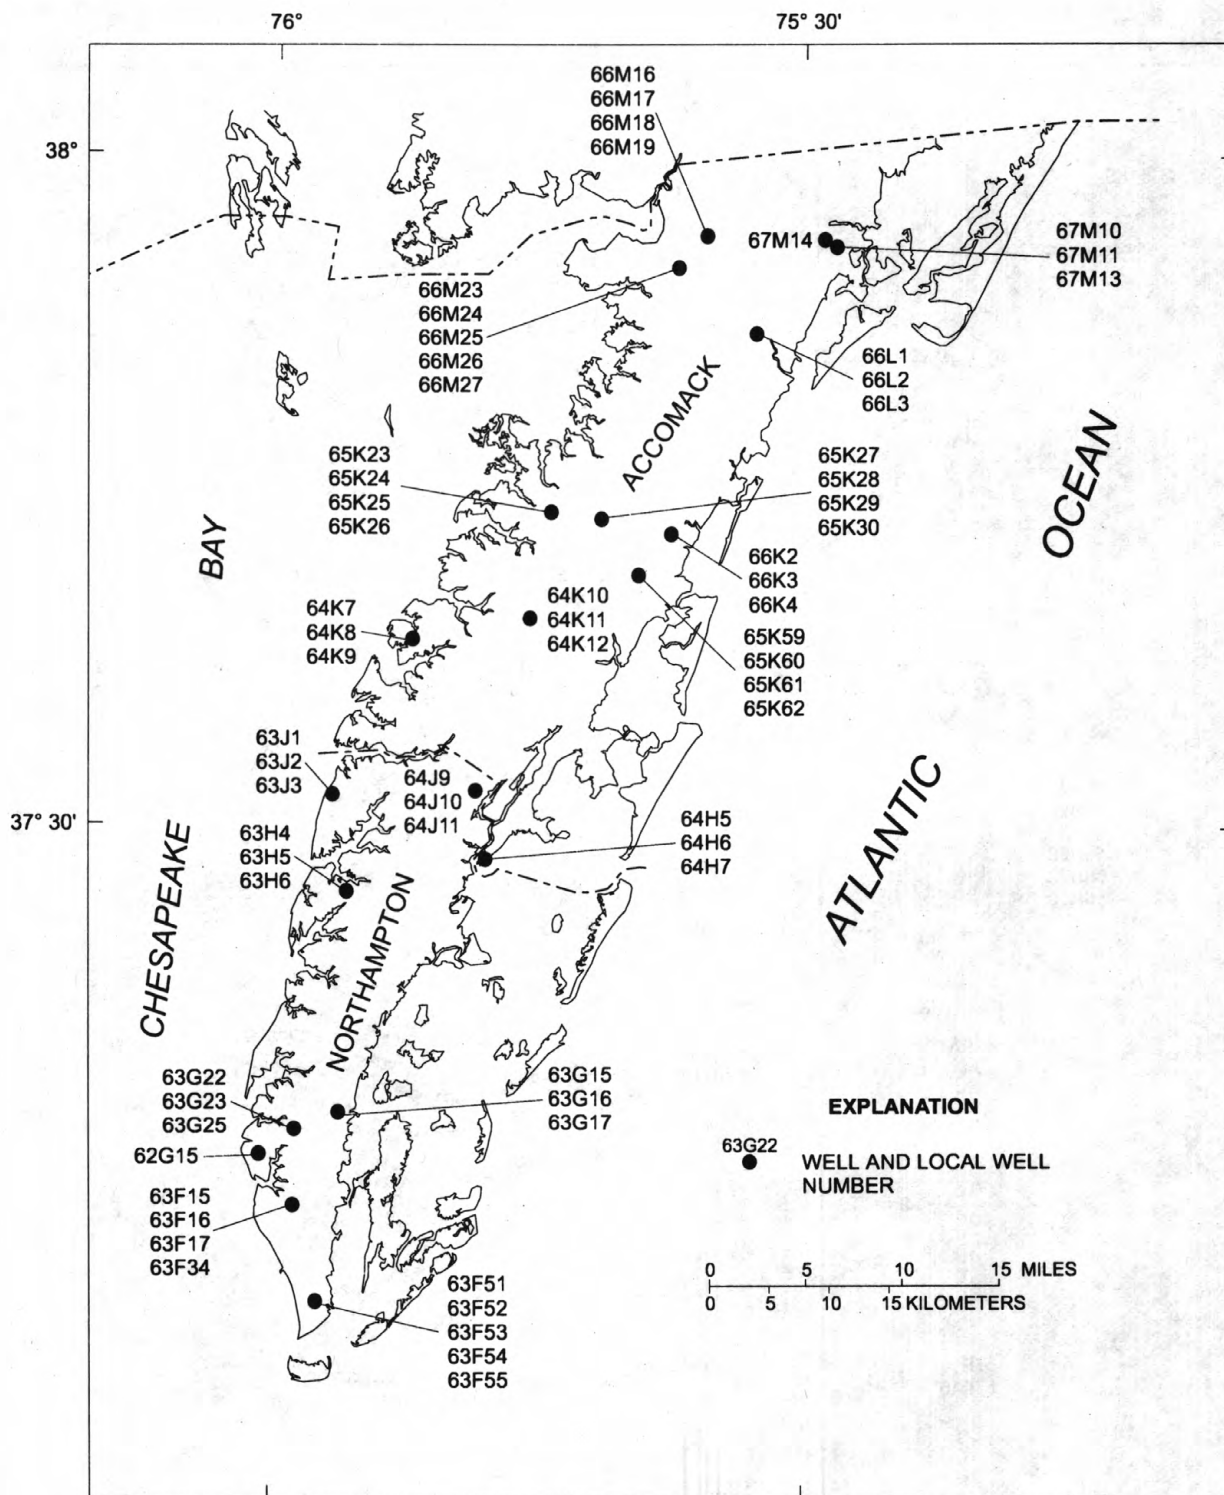 76°
75° 30'
66M16
66M17
66M18
66M19
38°
67M14
67M10
67M11
67M13
66M23
66M24
66M25
66M26
66M27
66L1
66L2
66L3
ACCOMACK
65K23
65K24
65K25
65K26
65K27
65K28
65K29
65K30
OCEAN
BAY
66K2
66K3
66K4
64K7
64K8
64K9
64K10
64K11
64K12
65K59
65K60
65K61
65K62
63J1
63J2
63J3
64J9
64J10
64J11
37° 30'
63H4
63H5
63H6
64H5
64H6
64H7
ATLANTIC
CHESAPEAKE
NORTHAMPTON
63G22
63G23
63G25
63G15
63G16
63G17
62G15
63F15
63F16
63F17
63F34
63F51
63F52
63F53
63F54
63F55
EXPLANATION
63G22
WELL AND LOCAL WELL
NUMBER
0 5 10 15 MILES
0 5 10 15 KILOMETERS